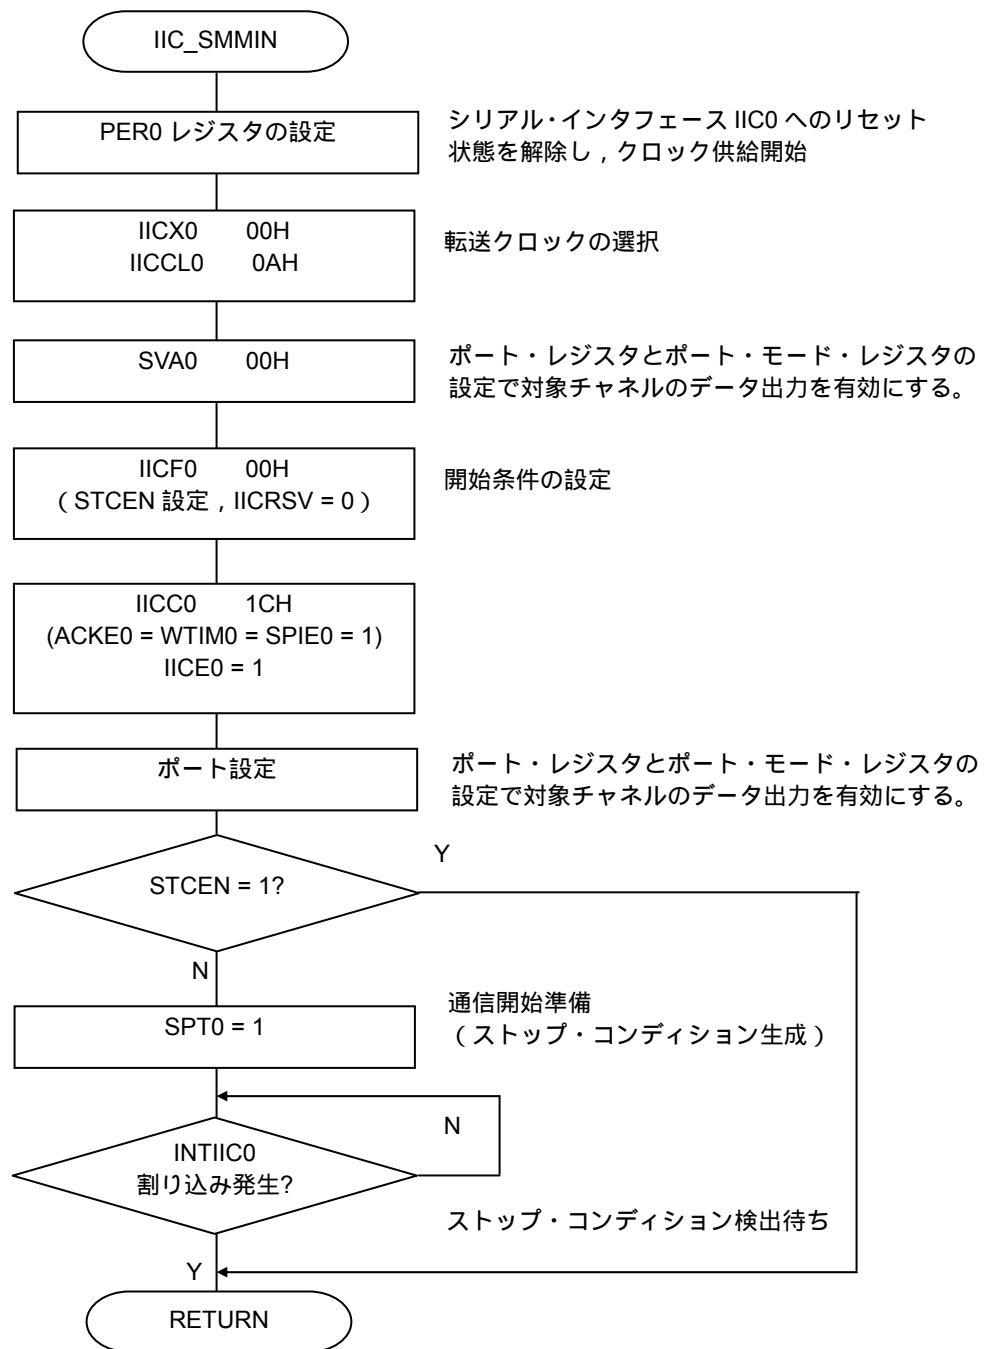 IIC_SMMIN
PER0 レジスタの設定
シリアル・インタフェース IIC0 へのリセット
状態を解除し，クロック供給開始
IICX0 00H
IICCL0 0AH
転送クロックの選択
SVA0 00H
ポート・レジスタとポート・モード・レジスタの
設定で対象チャネルのデータ出力を有効にする。
IICF0 00H
（STCEN 設定，IICRSV = 0）
開始条件の設定
IICC0 1CH
(ACKE0 = WTIM0 = SPIE0 = 1)
IICE0 = 1
ポート設定
ポート・レジスタとポート・モード・レジスタの
設定で対象チャネルのデータ出力を有効にする。
Y
STCEN = 1?
N
SPT0 = 1
通信開始準備
（ストップ・コンディション生成）
N
INTIIC0
割り込み発生?
ストップ・コンディション検出待ち
Y
RETURN